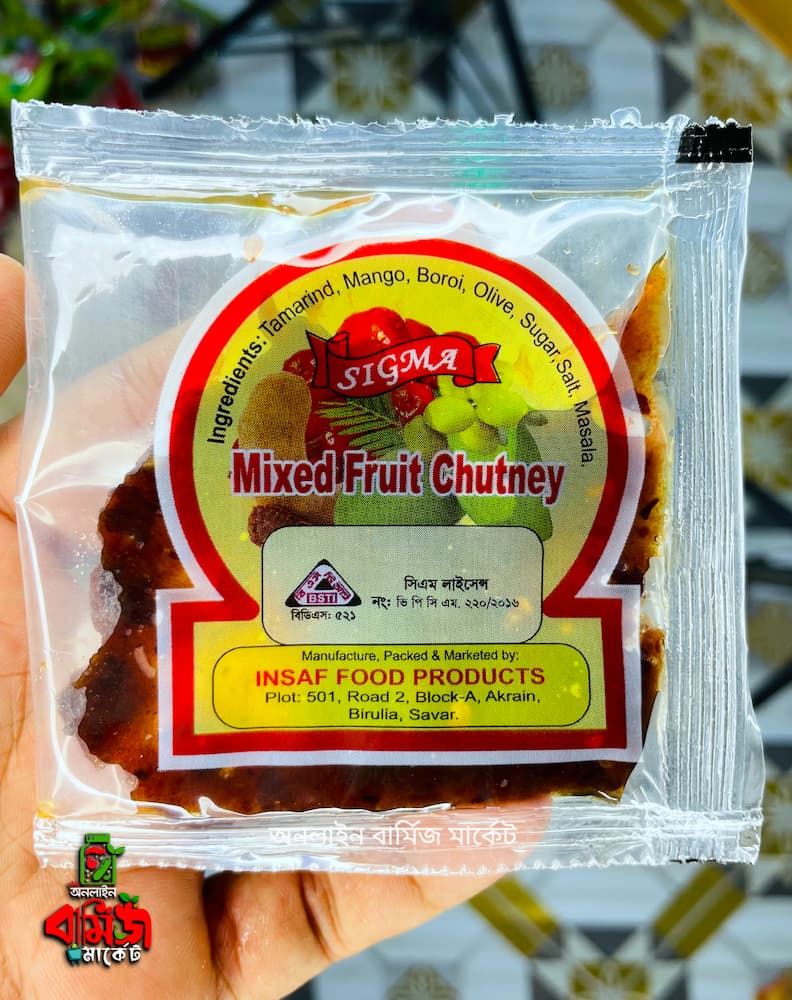 Ingredients: Tamarind, Mango, Boroi, Olive, Sugar, Salt, Masala.
SIGMA
Mixed Fruit Chutney
বি এস টি আই
BSTI
বিডিএস: ৫২১
সিএম লাইসেন্স
নং: ভি পি সি এম. ২২০/২০১৬
Manufacture, Packed & Marketed by:
INSAF FOOD PRODUCTS
Plot: 501, Road 2, Block-A, Akrain,
Birulia, Savar.
অনলাইন বার্মিজ মার্কেট
অনলাইন
বার্মিজ
মার্কেট